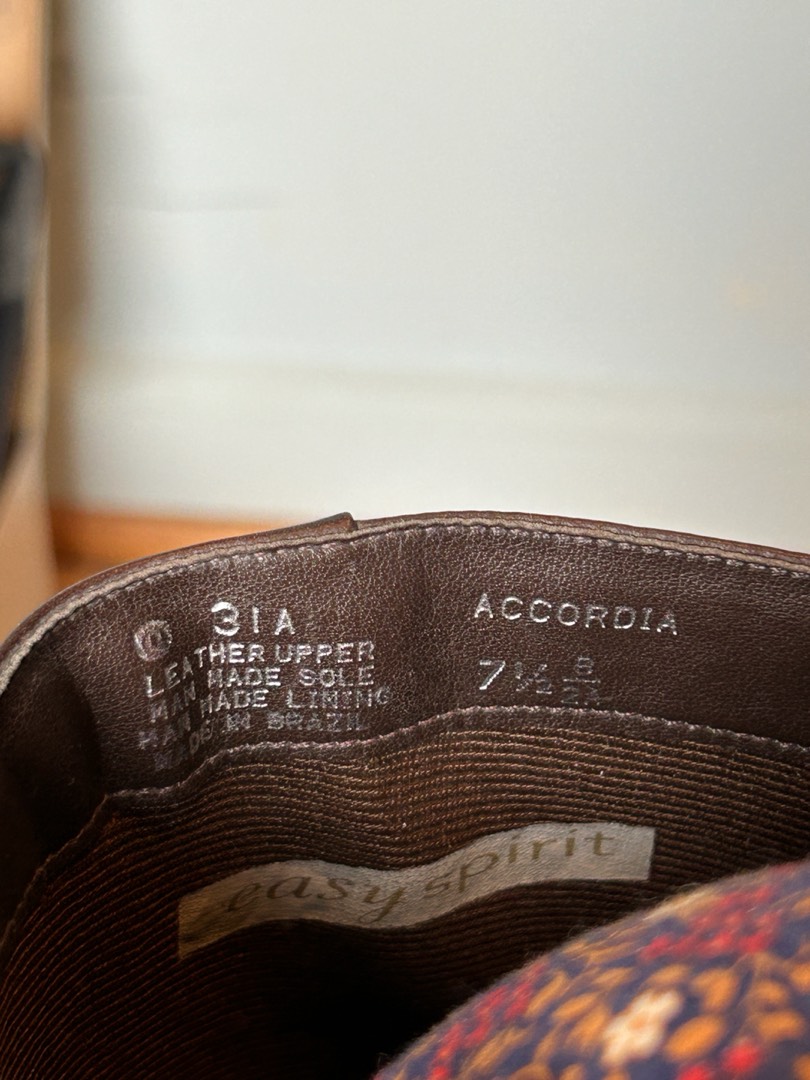 31A
LEATHER UPPER
MAN MADE SOLE
MAN MADE LINING
MADE IN BRAZIL
ACCORDIA
7½ B
easy spirit